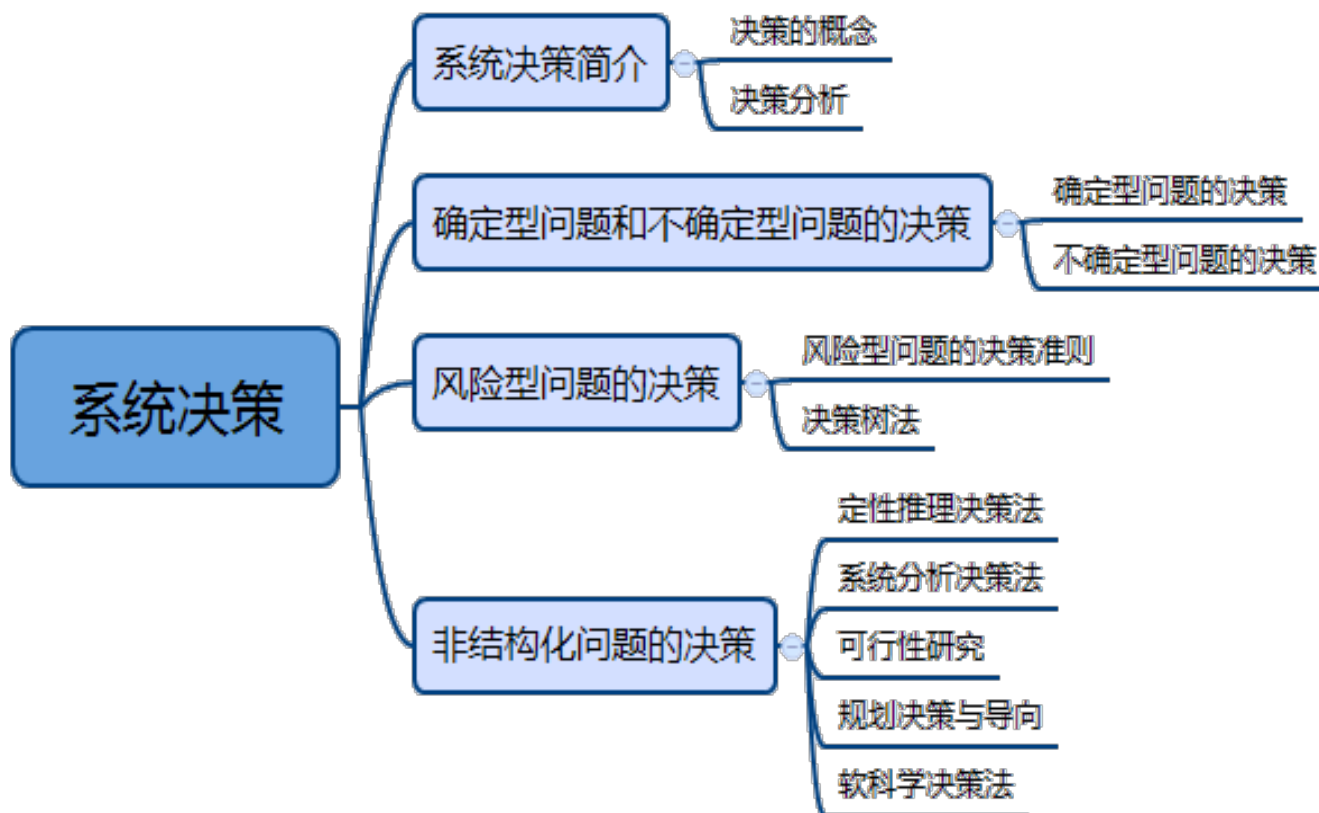 系统决策
系统决策简介
决策的概念
决策分析
确定型问题和不确定型问题的决策
确定型问题的决策
不确定型问题的决策
风险型问题的决策
风险型问题的决策准则
决策树法
非结构化问题的决策
定性推理决策法
系统分析决策法
可行性研究
规划决策与导向
软科学决策法